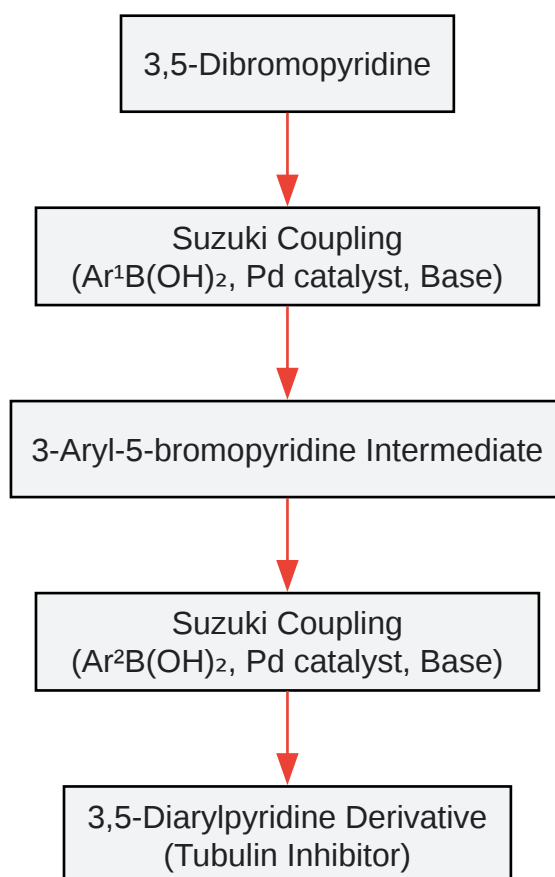 3,5-Dibromopyridine
Suzuki Coupling
(Ar¹B(OH)₂, Pd catalyst, Base)
3-Aryl-5-bromopyridine Intermediate
Suzuki Coupling
(Ar²B(OH)₂, Pd catalyst, Base)
3,5-Diarylpyridine Derivative
(Tubulin Inhibitor)